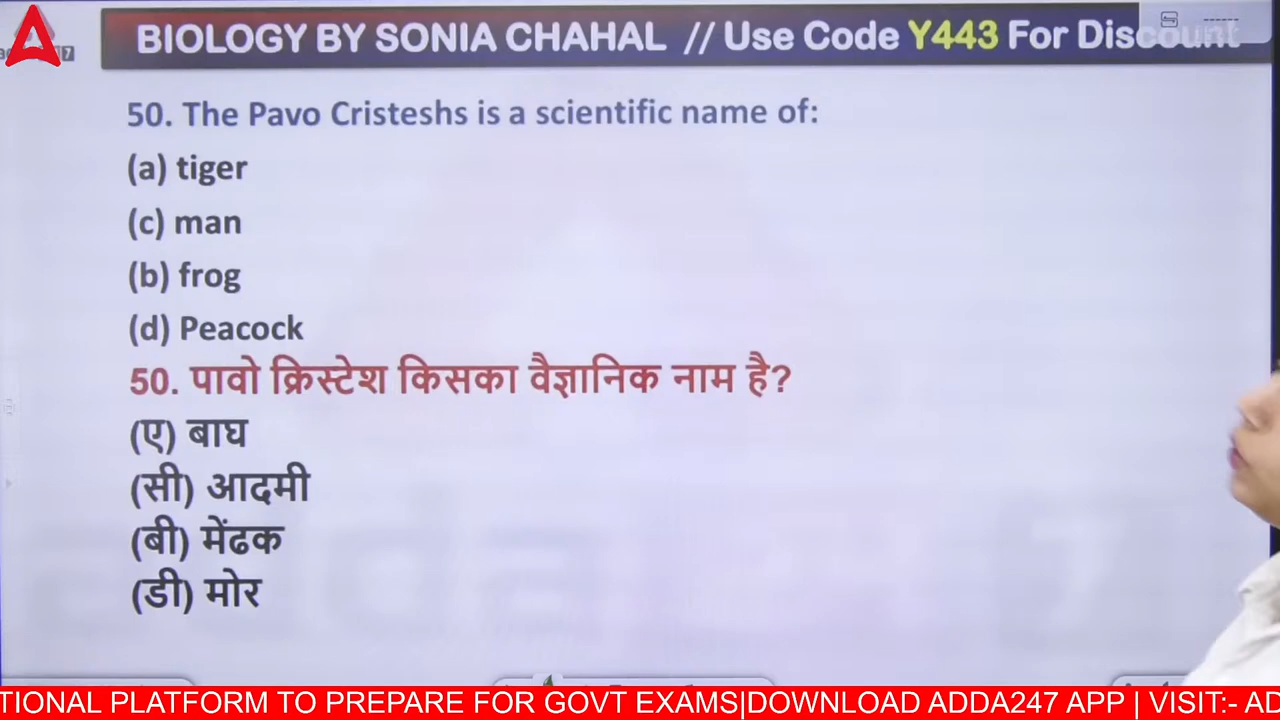 BIOLOGY BY SONIA CHAHAL // Use Code Y443 For Discount
50. The Pavo Cristeshs is a scientific name of:
(a) tiger
(c) man
(b) frog
(d) Peacock
50. पावो क्रिस्टेश किसका वैज्ञानिक नाम है?
(ए) बाघ
(सी) आदमी
(बी) मेंढक
(डी) मोर
TIONAL PLATFORM TO PREPARE FOR GOVT EXAMS|DOWNLOAD ADDA247 APP | VISIT:- AD